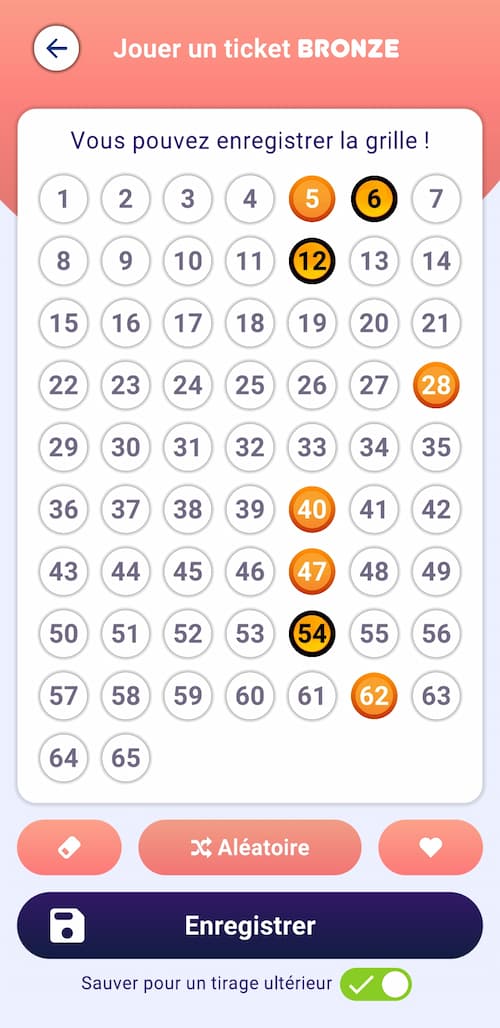 Jouer un ticket BRONZE
Vous pouvez enregistrer la grille !
1 2 3 4 5 6 7
8 9 10 11 12 13 14
15 16 17 18 19 20 21
22 23 24 25 26 27 28
29 30 31 32 33 34 35
36 37 38 39 40 41 42
43 44 45 46 47 48 49
50 51 52 53 54 55 56
57 58 59 60 61 62 63
64 65
Aléatoire
Enregistrer
Sauver pour un tirage ultérieur